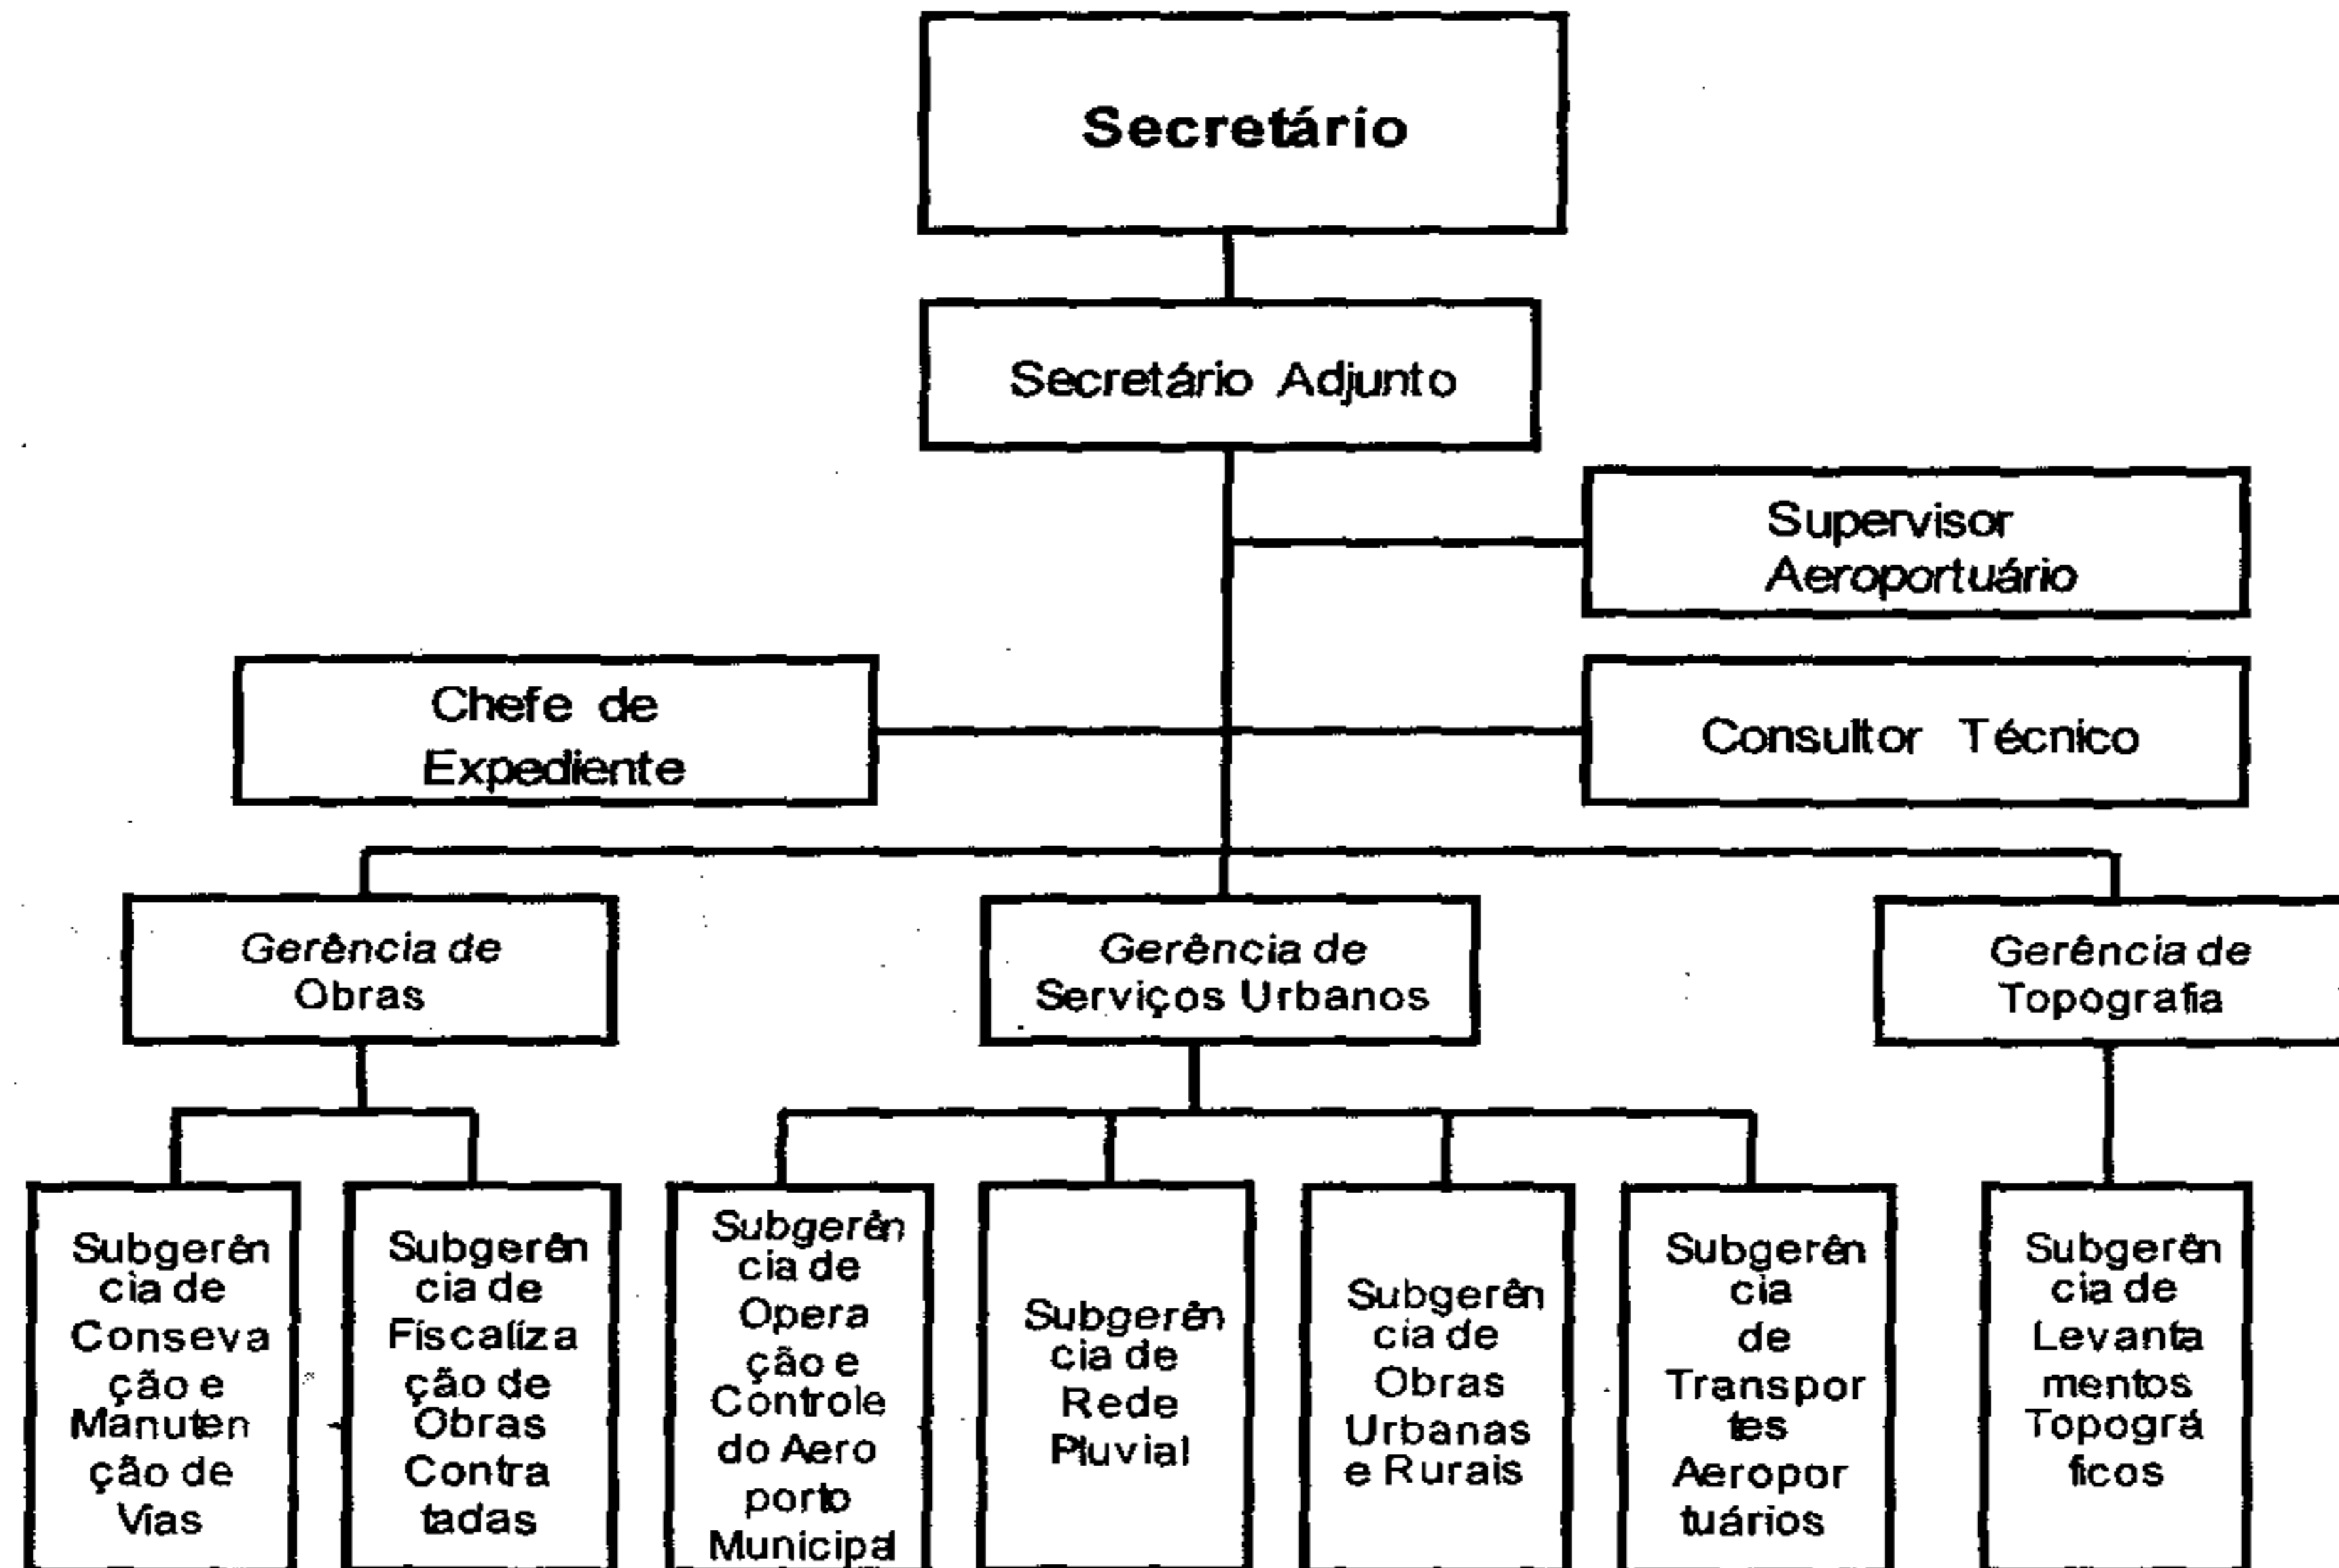 Secretário
Secretário Adjunto
Supervisor
Aeroportuário
Chefe de
Expediente
Consultor Técnico
Gerência de
Obras
Gerência de
Serviços Urbanos
Gerência de
Topografia
Subgerên
cia de
Conseva
ção e
Manuten
ção de
Vias
Subgerên
cia de
Fiscaliza
ção de
Obras
Contra
tadas
Subgerên
cia de
Opera
ção e
Controle
do Aero
porto
Municipal
Subgerên
cia de
Rede
Pluvial
Subgerên
cia de
Obras
Urbanas
e Rurais
Subgerên
cia
de
Transpor
tes
Aeropor
tuários
Subgerên
cia de
Levanta
mentos
Topográ
ficos